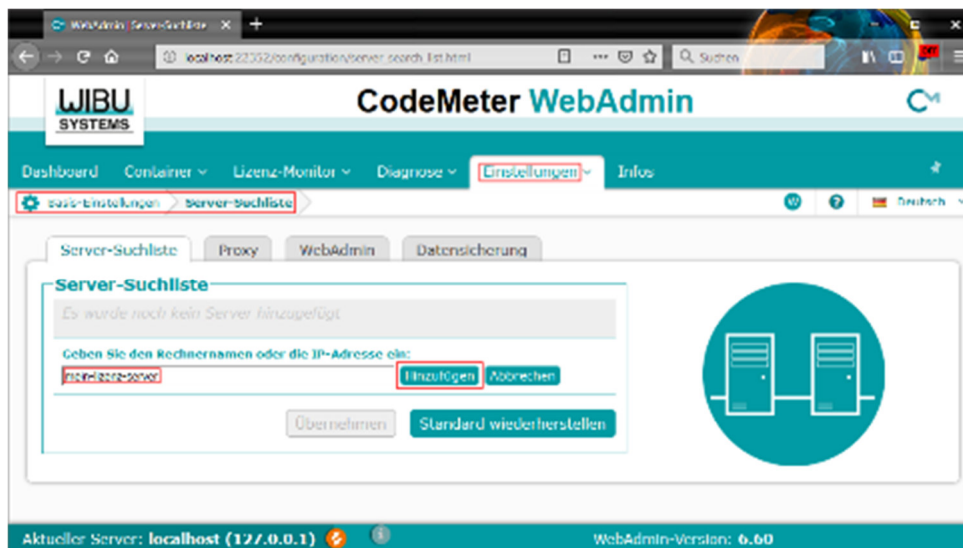 WebAdmin | Server-Suchliste
localhost:22352/configuration/server_search_list.html
Suchen
WIBU
SYSTEMS
CodeMeter WebAdmin
Dashboard Container Lizenz-Monitor Diagnose Einstellungen Infos
Basis-Einstellungen Server-Suchliste
Deutsch
Server-Suchliste Proxy WebAdmin Datensicherung
Server-Suchliste
Es wurde noch kein Server hinzugefügt
Geben Sie den Rechnernamen oder die IP-Adresse ein:
mein-lizenz-server Hinzufügen Abbrechen
Übernehmen Standard wiederherstellen
Aktueller Server: localhost (127.0.0.1) WebAdmin-Version: 6.60